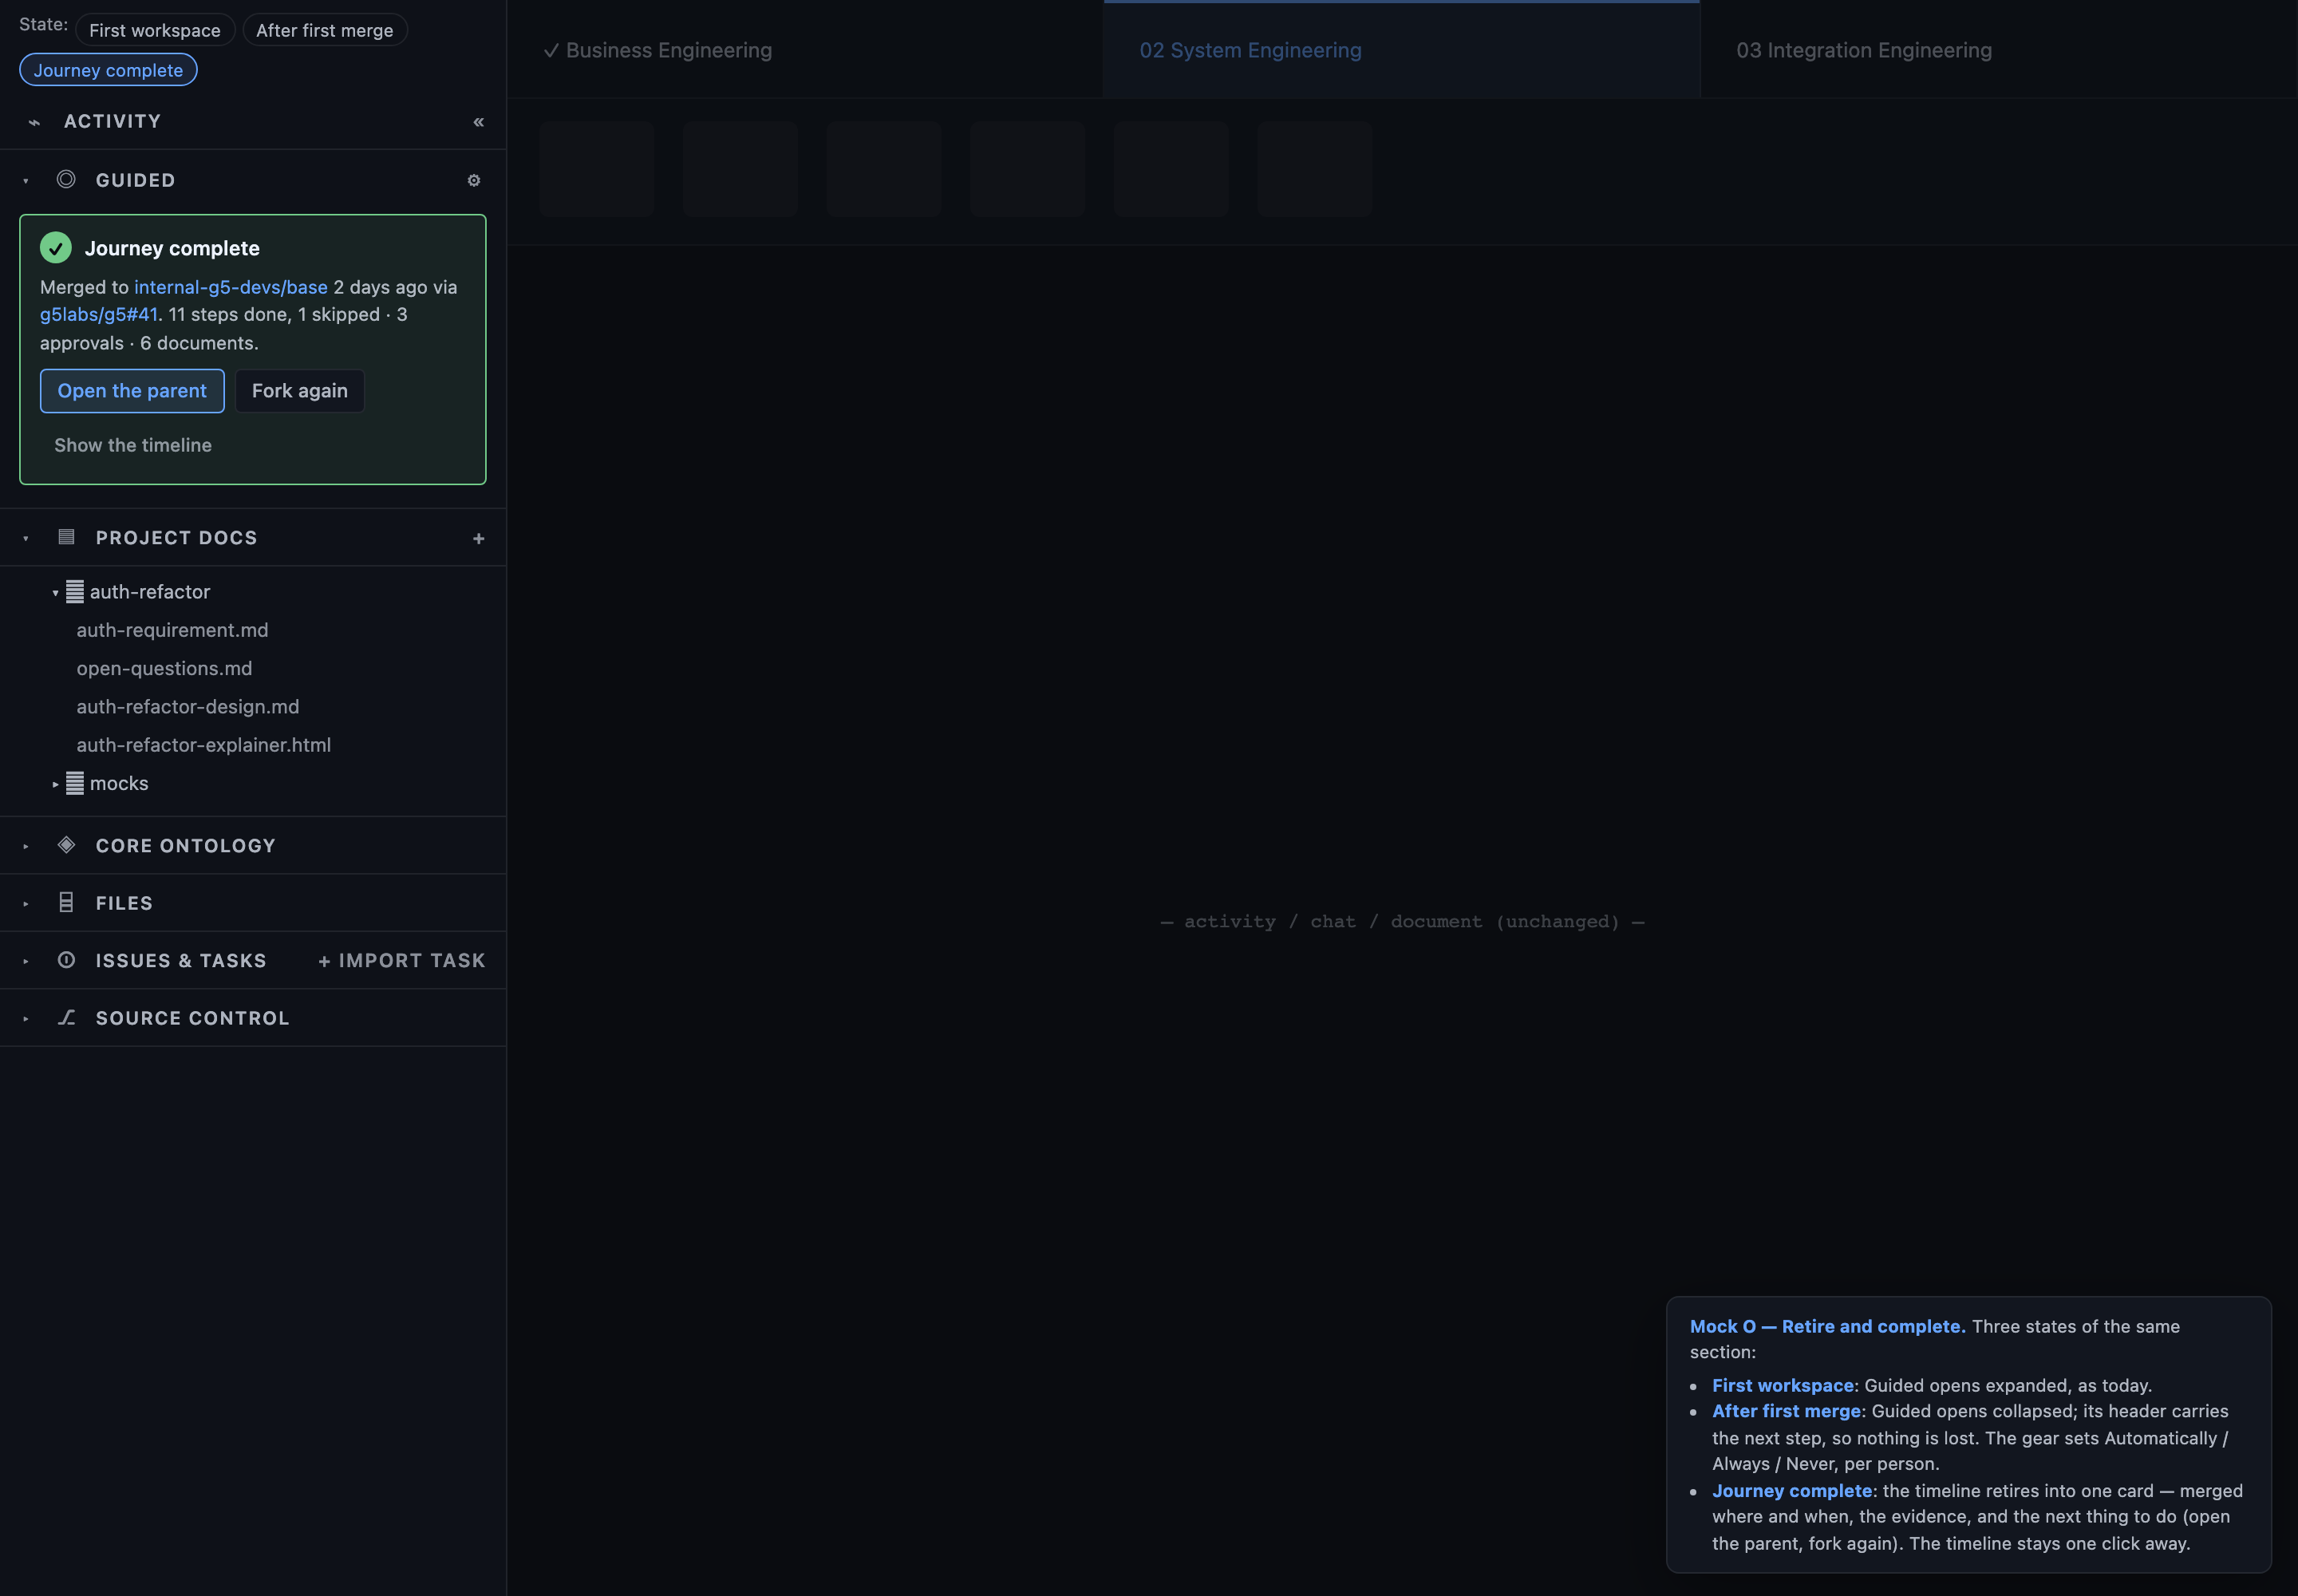 State: First workspace After first merge
Journey complete
ACTIVITY «
GUIDED
Journey complete
Merged to internal-g5-devs/base 2 days ago via
g5labs/g5#41. 11 steps done, 1 skipped · 3
approvals · 6 documents.
Open the parent Fork again
Show the timeline
PROJECT DOCS +
auth-refactor
auth-requirement.md
open-questions.md
auth-refactor-design.md
auth-refactor-explainer.html
mocks
CORE ONTOLOGY
FILES
ISSUES & TASKS + IMPORT TASK
SOURCE CONTROL
✓ Business Engineering
02 System Engineering
03 Integration Engineering
— activity / chat / document (unchanged) —
Mock O — Retire and complete. Three states of the same
section:
• First workspace: Guided opens expanded, as today.
• After first merge: Guided opens collapsed; its header carries
the next step, so nothing is lost. The gear sets Automatically /
Always / Never, per person.
• Journey complete: the timeline retires into one card — merged
where and when, the evidence, and the next thing to do (open
the parent, fork again). The timeline stays one click away.